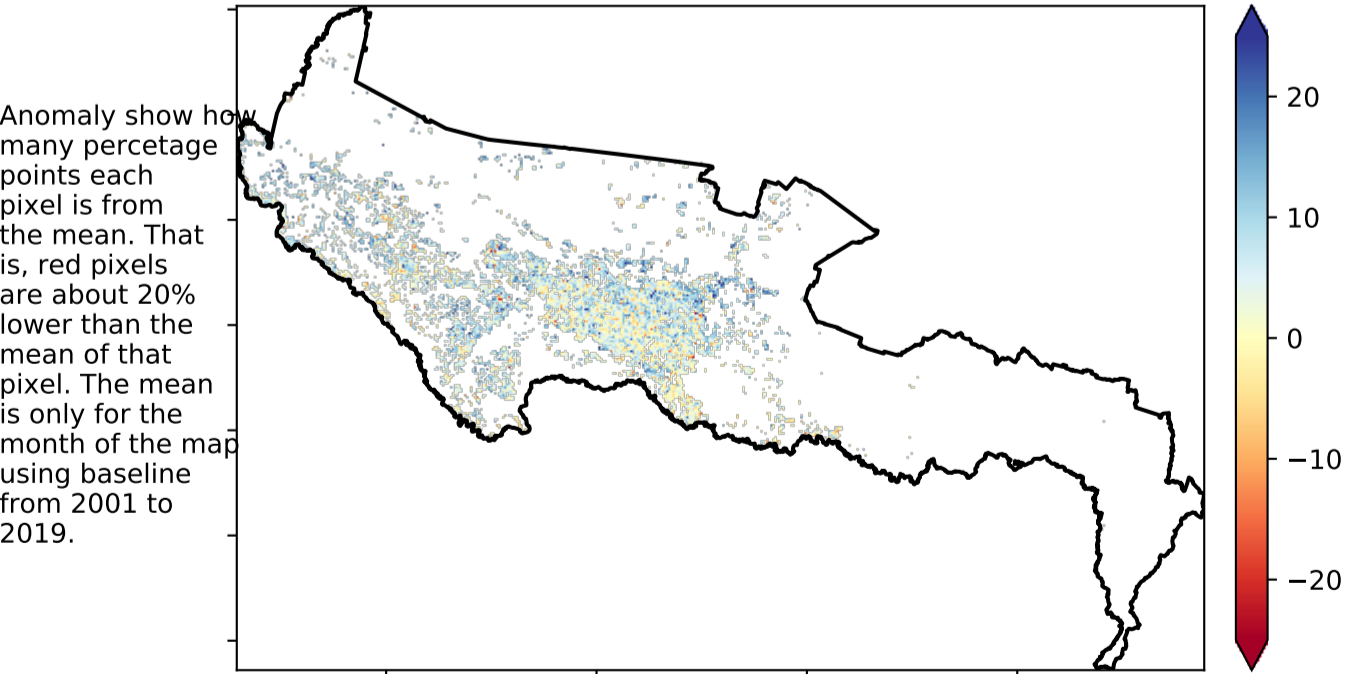 Anomaly show how
many percetage
points each
pixel is from
the mean. That
is, red pixels
are about 20%
lower than the
mean of that
pixel. The mean
is only for the
month of the map
using baseline
from 2001 to
2019.
20
10
0
−10
−20